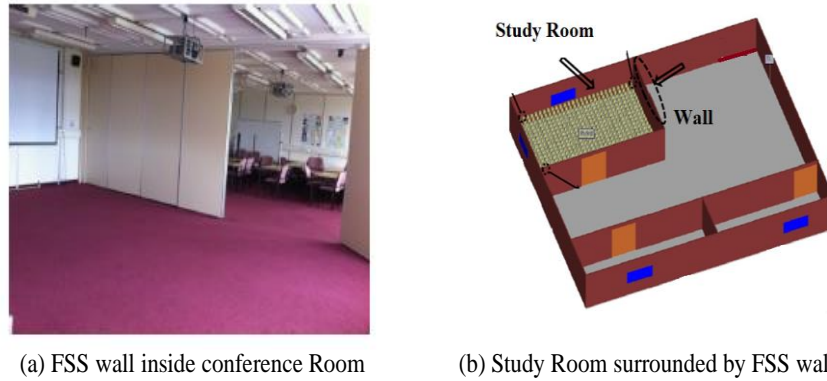 Study Room
Wall
(a) FSS wall inside conference Room
(b) Study Room surrounded by FSS wal